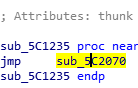 ; Attributes: thunk
sub_5C1235 proc near
jmp sub_5C2070
sub_5C1235 endp